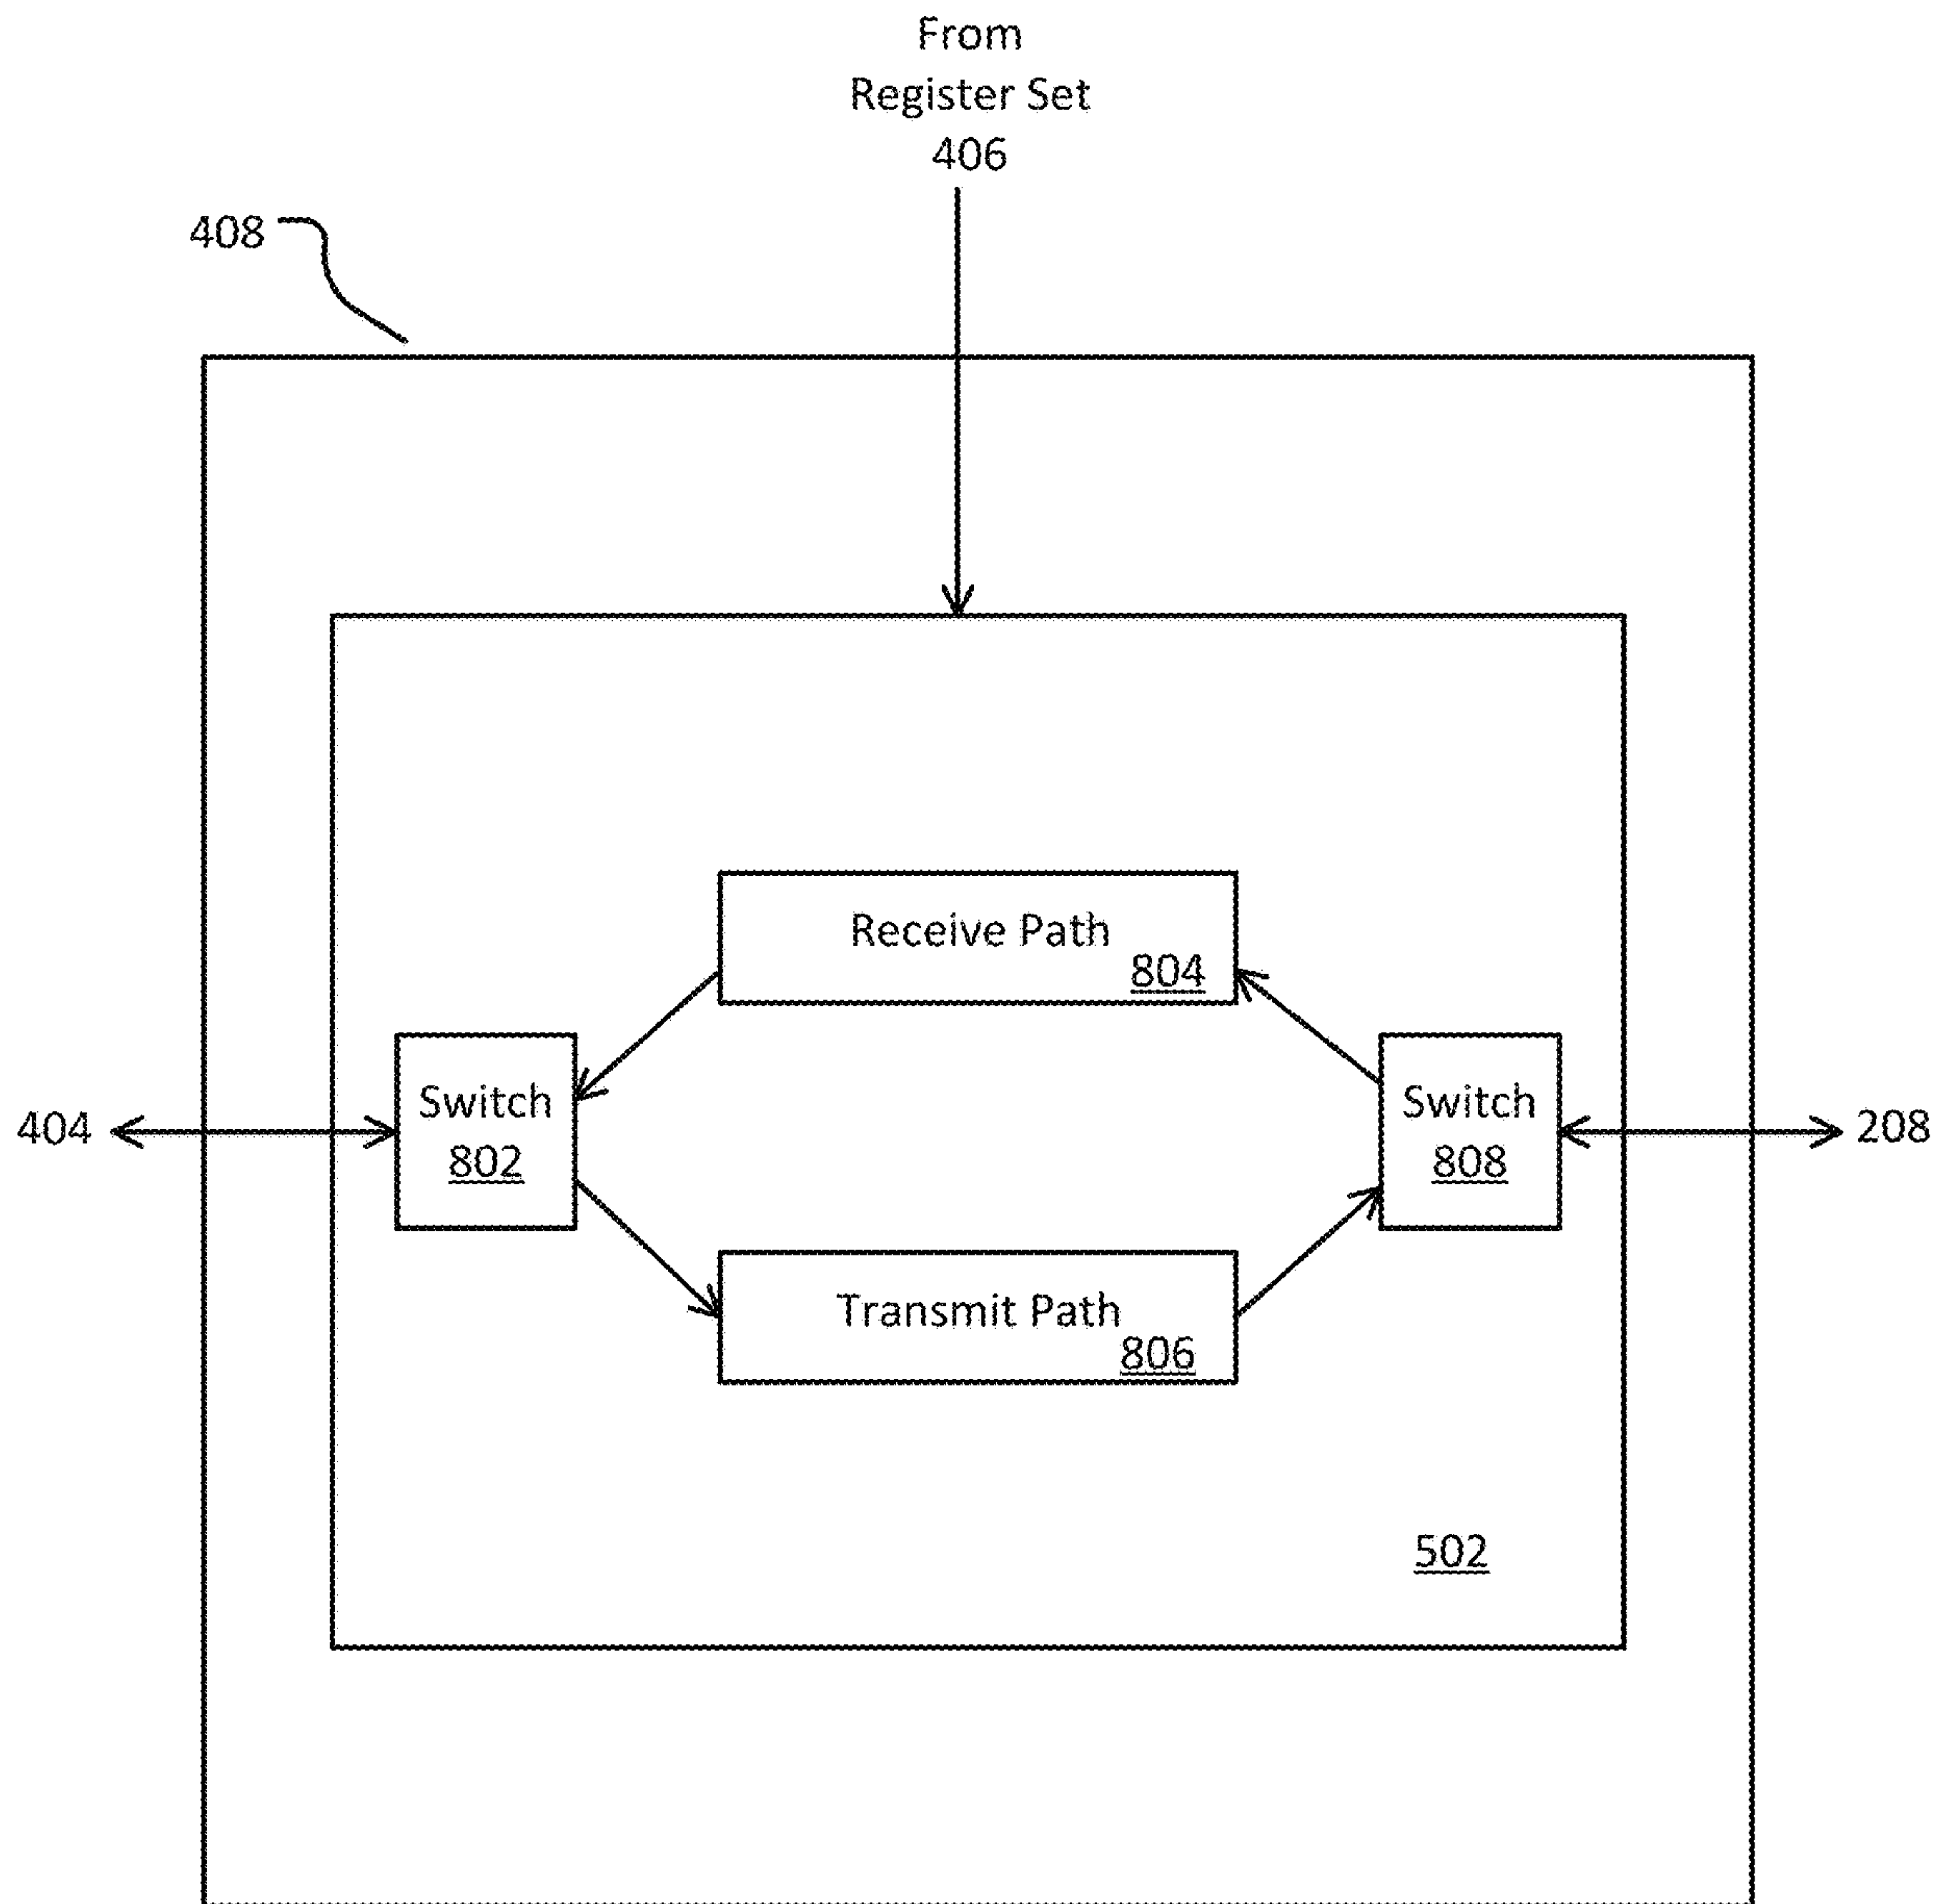 From
Register Set
406
408
Receive Path
804
Switch
802
Switch
808
404
208
Transmit Path
806
502